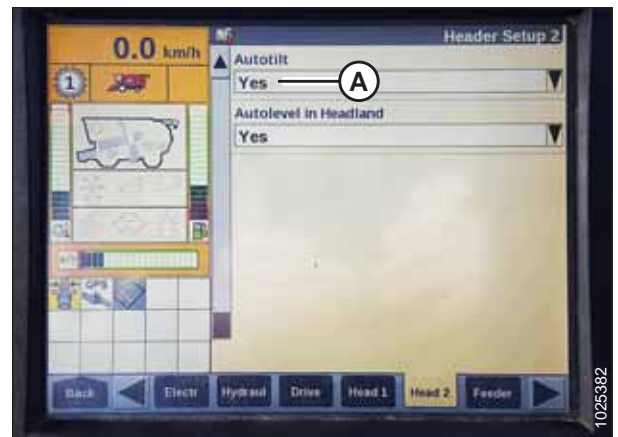 0.0 km/h
Header Setup 2
Autotilt
1
Yes
A
Autolevel in Headland
Yes
GPS
Back
Electr
Hydraul
Drive
Head 1
Head 2
Feeder
1025382